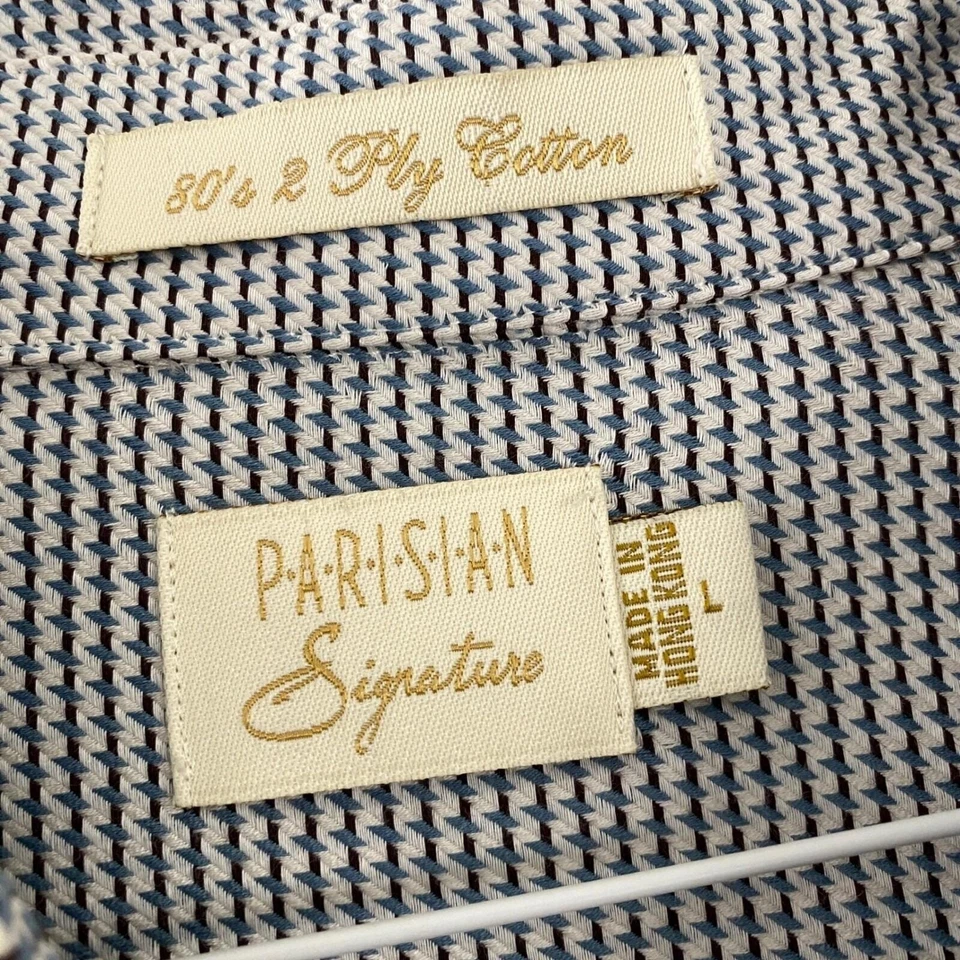 80's 2 Ply Cotton
P·A·R·I·S·I·A·N
Signature
MADE IN
HONG KONG
L